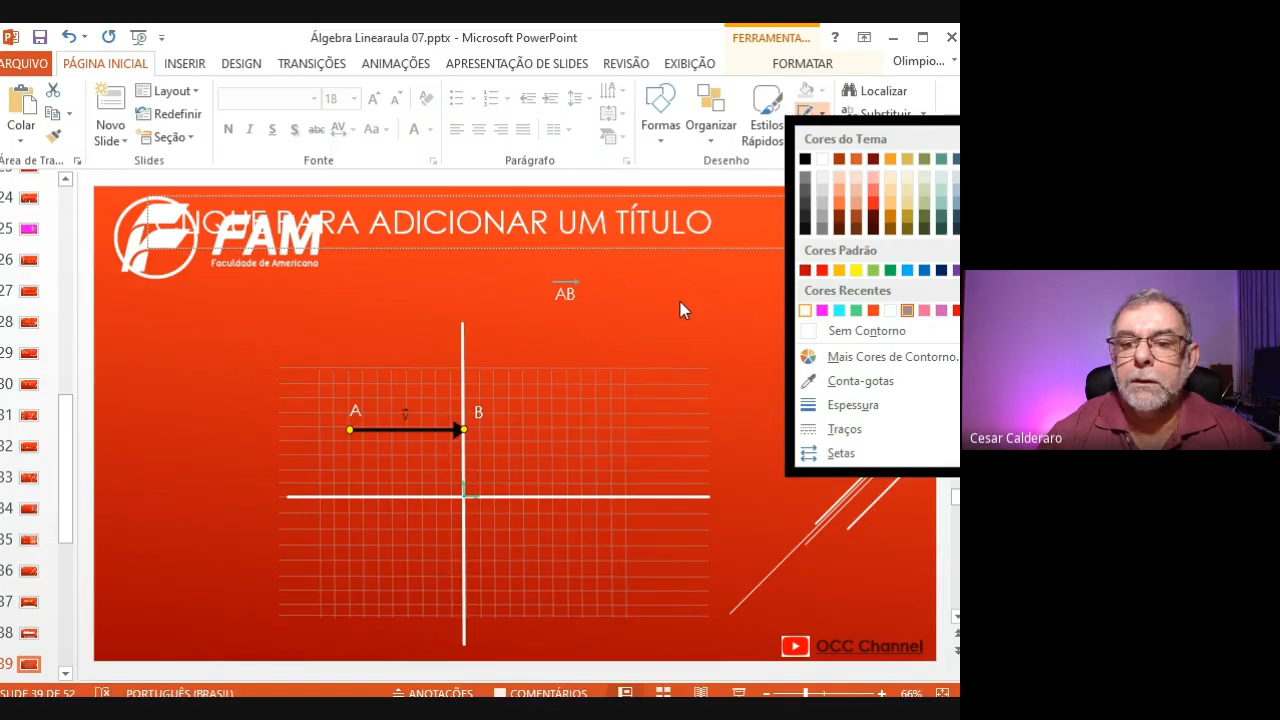 Álgebra Linearaula 07.pptx - Microsoft PowerPoint
FERRAMENTA...
ARQUIVO
PÁGINA INICIAL
INSERIR
DESIGN
TRANSIÇÕES
ANIMAÇÕES
APRESENTAÇÃO DE SLIDES
REVISÃO
EXIBIÇÃO
FORMATAR
Olimpio...
Colar
Novo
Slide
Layout
Redefinir
Seção
18
N I S S abc AV Aa A
Formas
Organizar
Estilos
Rápidos
Localizar
Substituir
Área de Tra...
Slides
Fonte
Parágrafo
Desenho
Cores do Tema
Cores Padrão
Cores Recentes
Sem Contorno
Mais Cores de Contorno.
Conta-gotas
Espessura
Traços
Setas
24
25
26
27
28
29
30
31
32
33
34
35
36
37
38
39
NQUE PARA ADICIONAR UM TÍTULO
FAM
Faculdade de Americana
AB
A
v
B
OCC Channel
SLIDE 39 DE 52
PORTUGUÊS (BRASIL)
ANOTAÇÕES
COMENTÁRIOS
66%
Cesar Calderaro